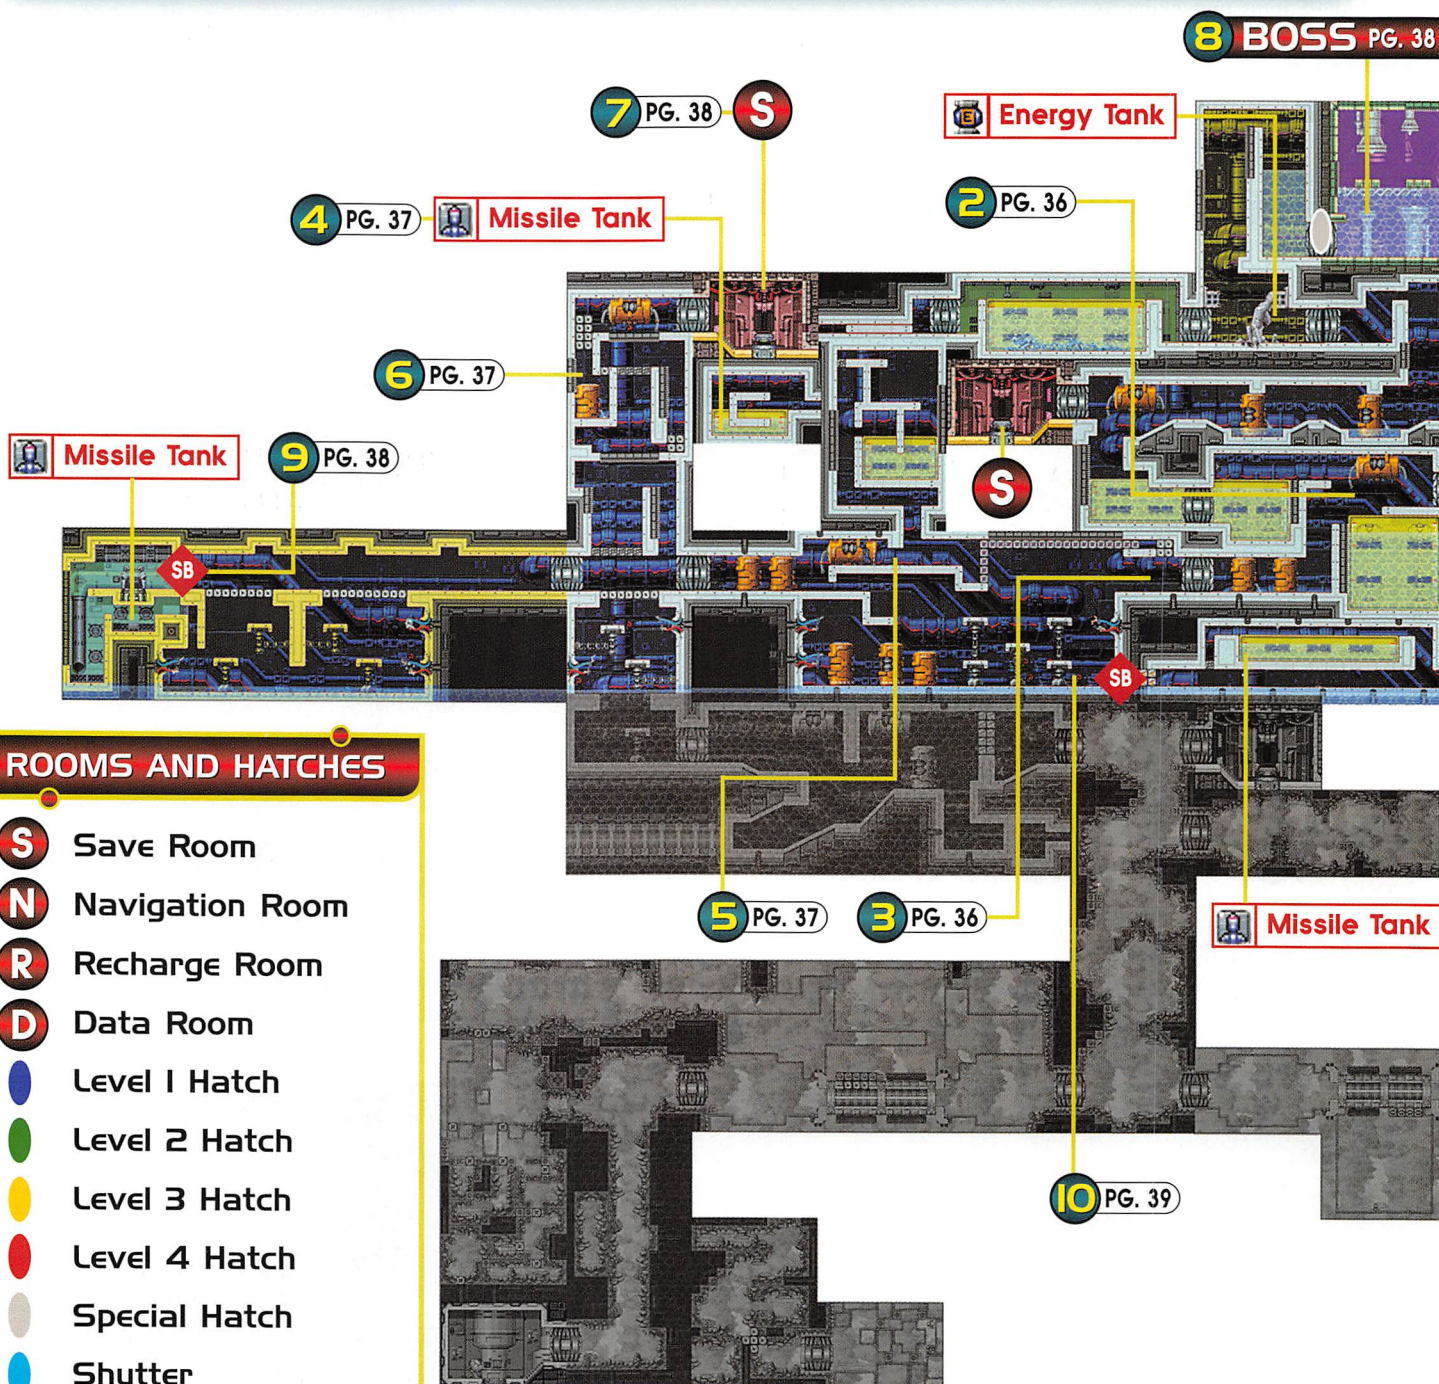 8 BOSS PG. 38
7 PG. 38 S
E Energy Tank
4 PG. 37 Missile Tank
2 PG. 36
6 PG. 37
Missile Tank
9 PG. 38
S
SB
SB
ROOMS AND HATCHES
S Save Room
N Navigation Room
R Recharge Room
D Data Room
Level 1 Hatch
Level 2 Hatch
Level 3 Hatch
Level 4 Hatch
Special Hatch
Shutter
5 PG. 37
3 PG. 36
Missile Tank
10 PG. 39